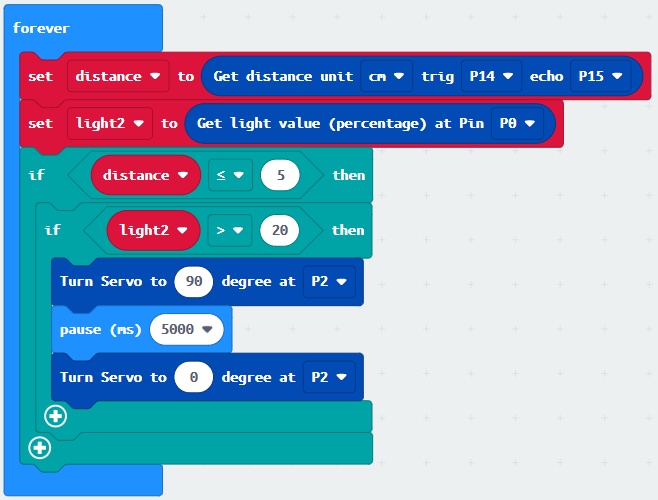 forever
set distance to Get distance unit cm trig P14 echo P15
set light2 to Get light value (percentage) at Pin P0
if distance ≤ 5 then
if light2 > 20 then
Turn Servo to 90 degree at P2
pause (ms) 5000
Turn Servo to 0 degree at P2